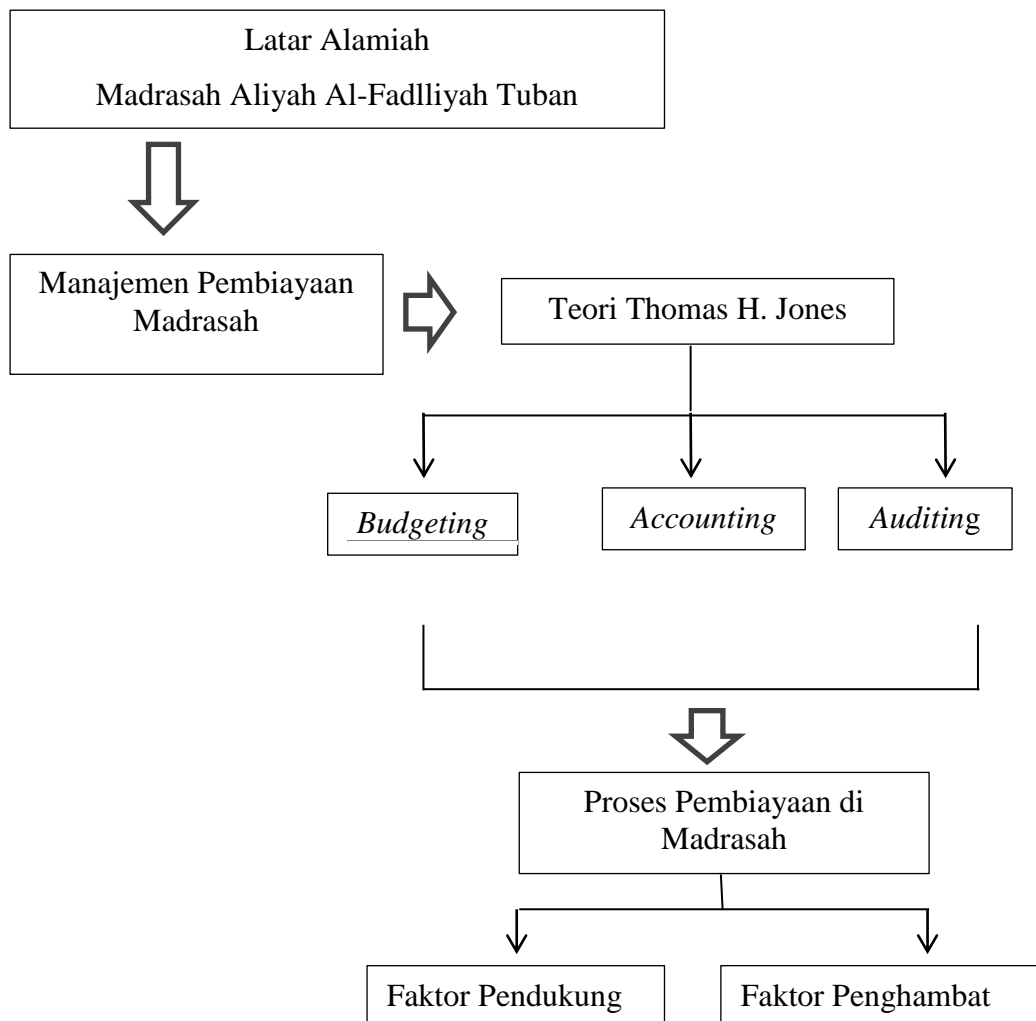 Latar Alamiah
Madrasah Aliyah Al-Fadlliyah Tuban
Manajemen Pembiayaan
Madrasah
Teori Thomas H. Jones
Budgeting
Accounting
Auditing
Proses Pembiayaan di
Madrasah
Faktor Pendukung
Faktor Penghambat